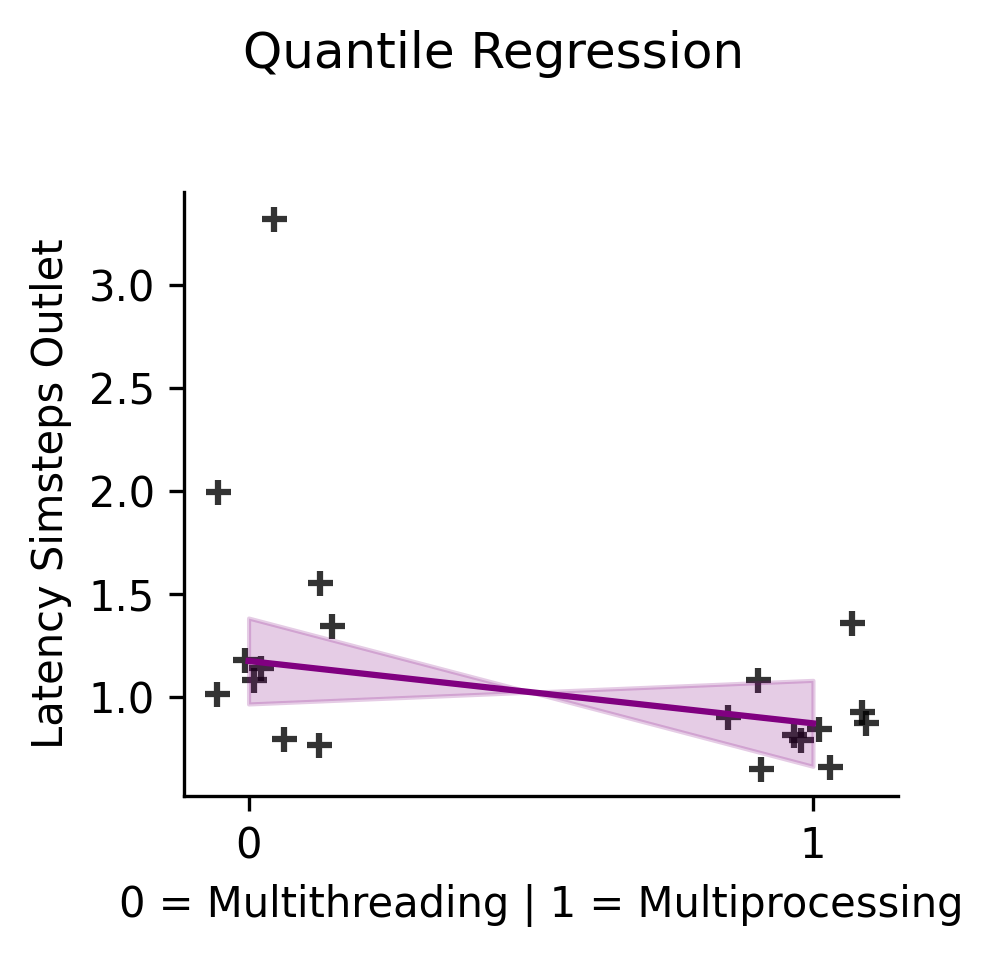 Quantile Regression
Latency Simsteps Outlet
3.0
2.5
2.0
1.5
1.0
0 1
0 = Multithreading | 1 = Multiprocessing